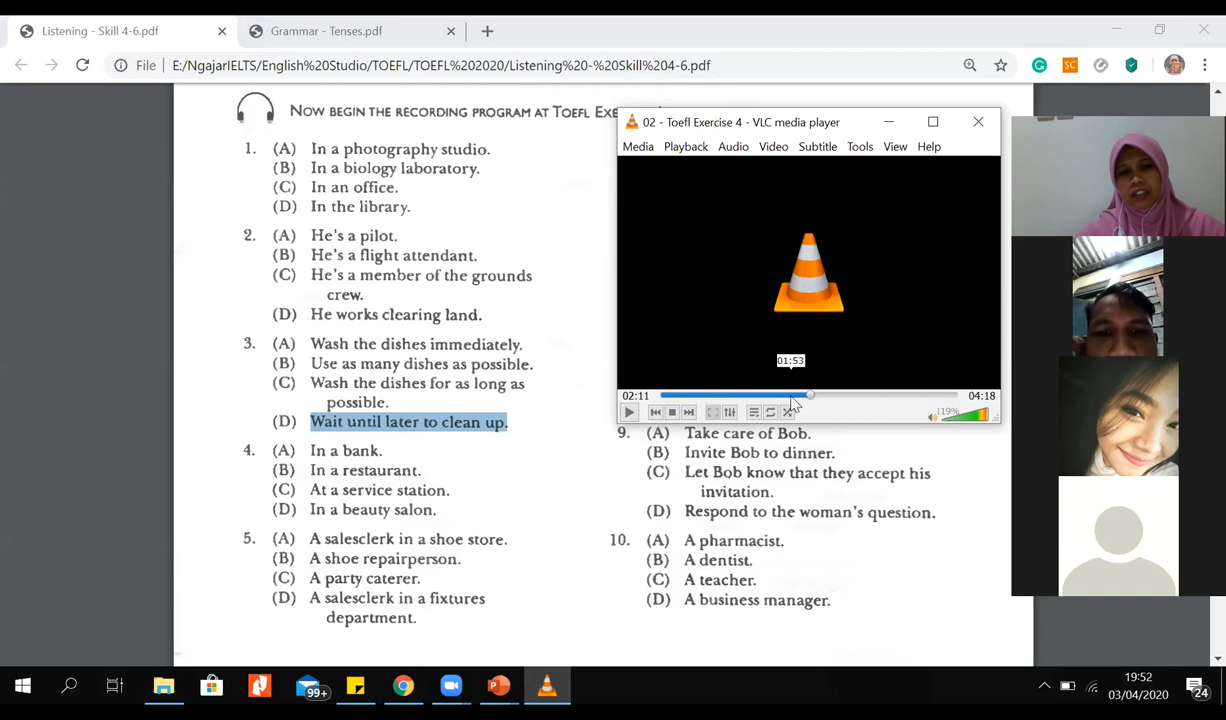 Listening - Skill 4-6.pdf
Grammar - Tenses.pdf
File
E:/NgajarIELTS/English%20Studio/TOEFL/TOEFL%202020/Listening%20-%20Skill%204-6.pdf
SC
NOW BEGIN THE RECORDING PROGRAM AT TOEFL EXE
1. (A) In a photography studio.
(B) In a biology laboratory.
(C) In an office.
(D) In the library.
2. (A) He's a pilot.
(B) He's a flight attendant.
(C) He's a member of the grounds
crew.
(D) He works clearing land.
3. (A) Wash the dishes immediately.
(B) Use as many dishes as possible.
(C) Wash the dishes for as long as
possible.
(D) Wait until later to clean up.
4. (A) In a bank.
(B) In a restaurant.
(C) At a service station.
(D) In a beauty salon.
5. (A) A salesclerk in a shoe store.
(B) A shoe repairperson.
(C) A party caterer.
(D) A salesclerk in a fixtures
department.
02 - Toefl Exercise 4 - VLC media player
Media Playback Audio Video Subtitle Tools View Help
01:53
02:11
04:18
119%
9. (A) Take care of Bob.
(B) Invite Bob to dinner.
(C) Let Bob know that they accept his
invitation.
(D) Respond to the woman's question.
10. (A) A pharmacist.
(B) A dentist.
(C) A teacher.
(D) A business manager.
99+
19:52
03/04/2020
24